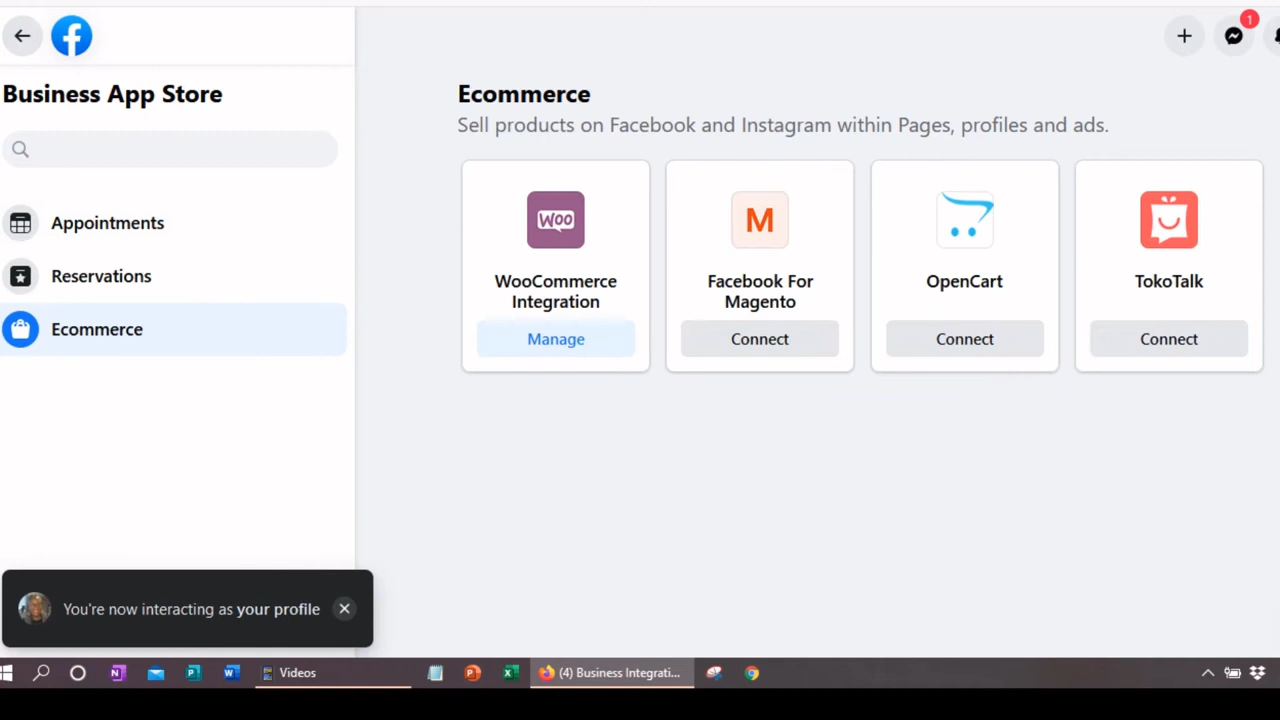 1
Business App Store
Ecommerce
Sell products on Facebook and Instagram within Pages, profiles and ads.
Appointments
Reservations
Ecommerce
Woo
WooCommerce
Integration
Manage
M
Facebook For
Magento
Connect
OpenCart
Connect
TokoTalk
Connect
You're now interacting as your profile
Videos
(4) Business Integrati...